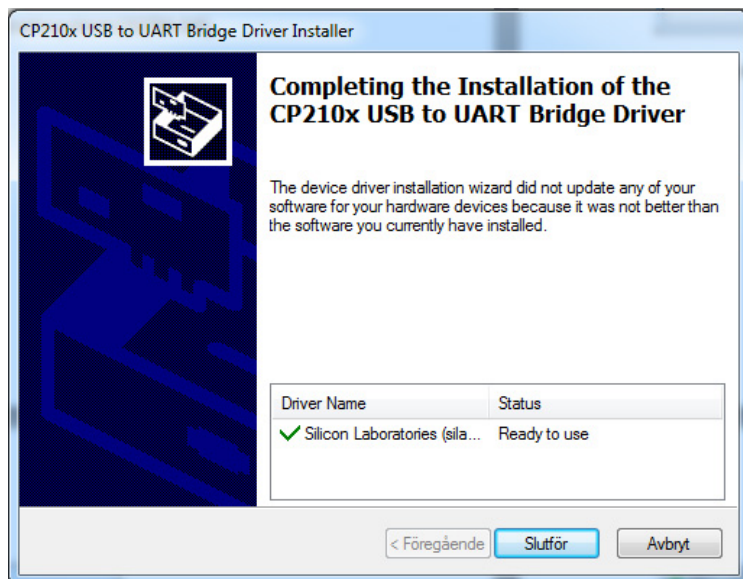 CP210x USB to UART Bridge Driver Installer
Completing the Installation of the
CP210x USB to UART Bridge Driver
The device driver installation wizard did not update any of your
software for your hardware devices because it was not better than
the software you currently have installed.
Driver Name Status
Silicon Laboratories (sila... Ready to use
< Föregående Slutför Avbryt